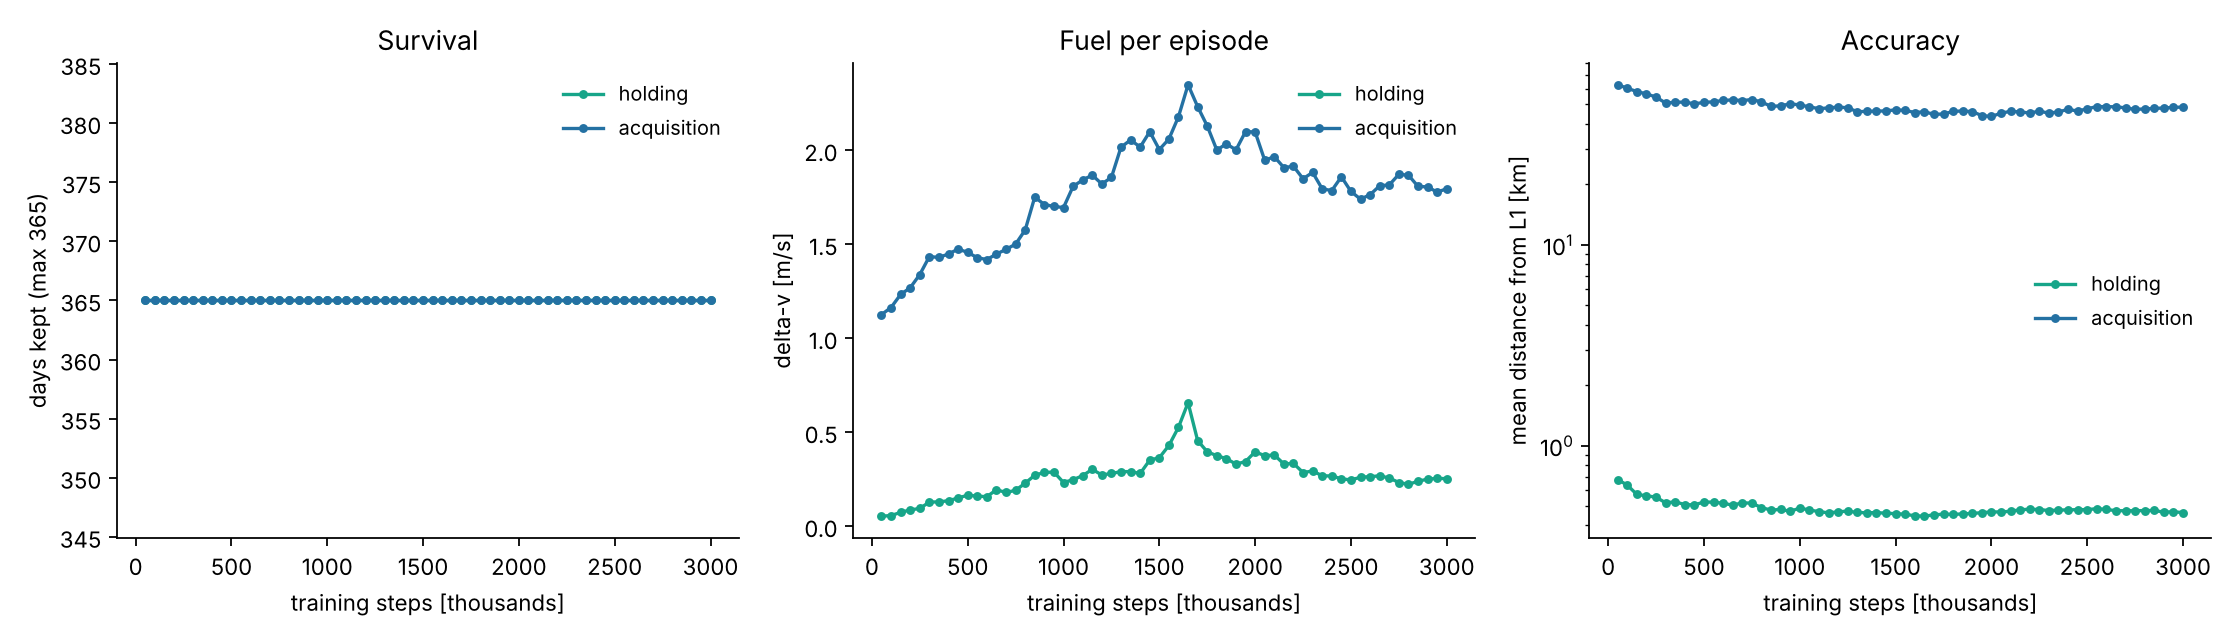 Survival
385
380
375
370
365
360
355
350
345
days kept (max 365)
holding
acquisition
0 500 1000 1500 2000 2500 3000
training steps [thousands]
Fuel per episode
2.0
1.5
1.0
0.5
0.0
delta-v [m/s]
holding
acquisition
0 500 1000 1500 2000 2500 3000
training steps [thousands]
Accuracy
10¹
10⁰
mean distance from L1 [km]
holding
acquisition
0 500 1000 1500 2000 2500 3000
training steps [thousands]